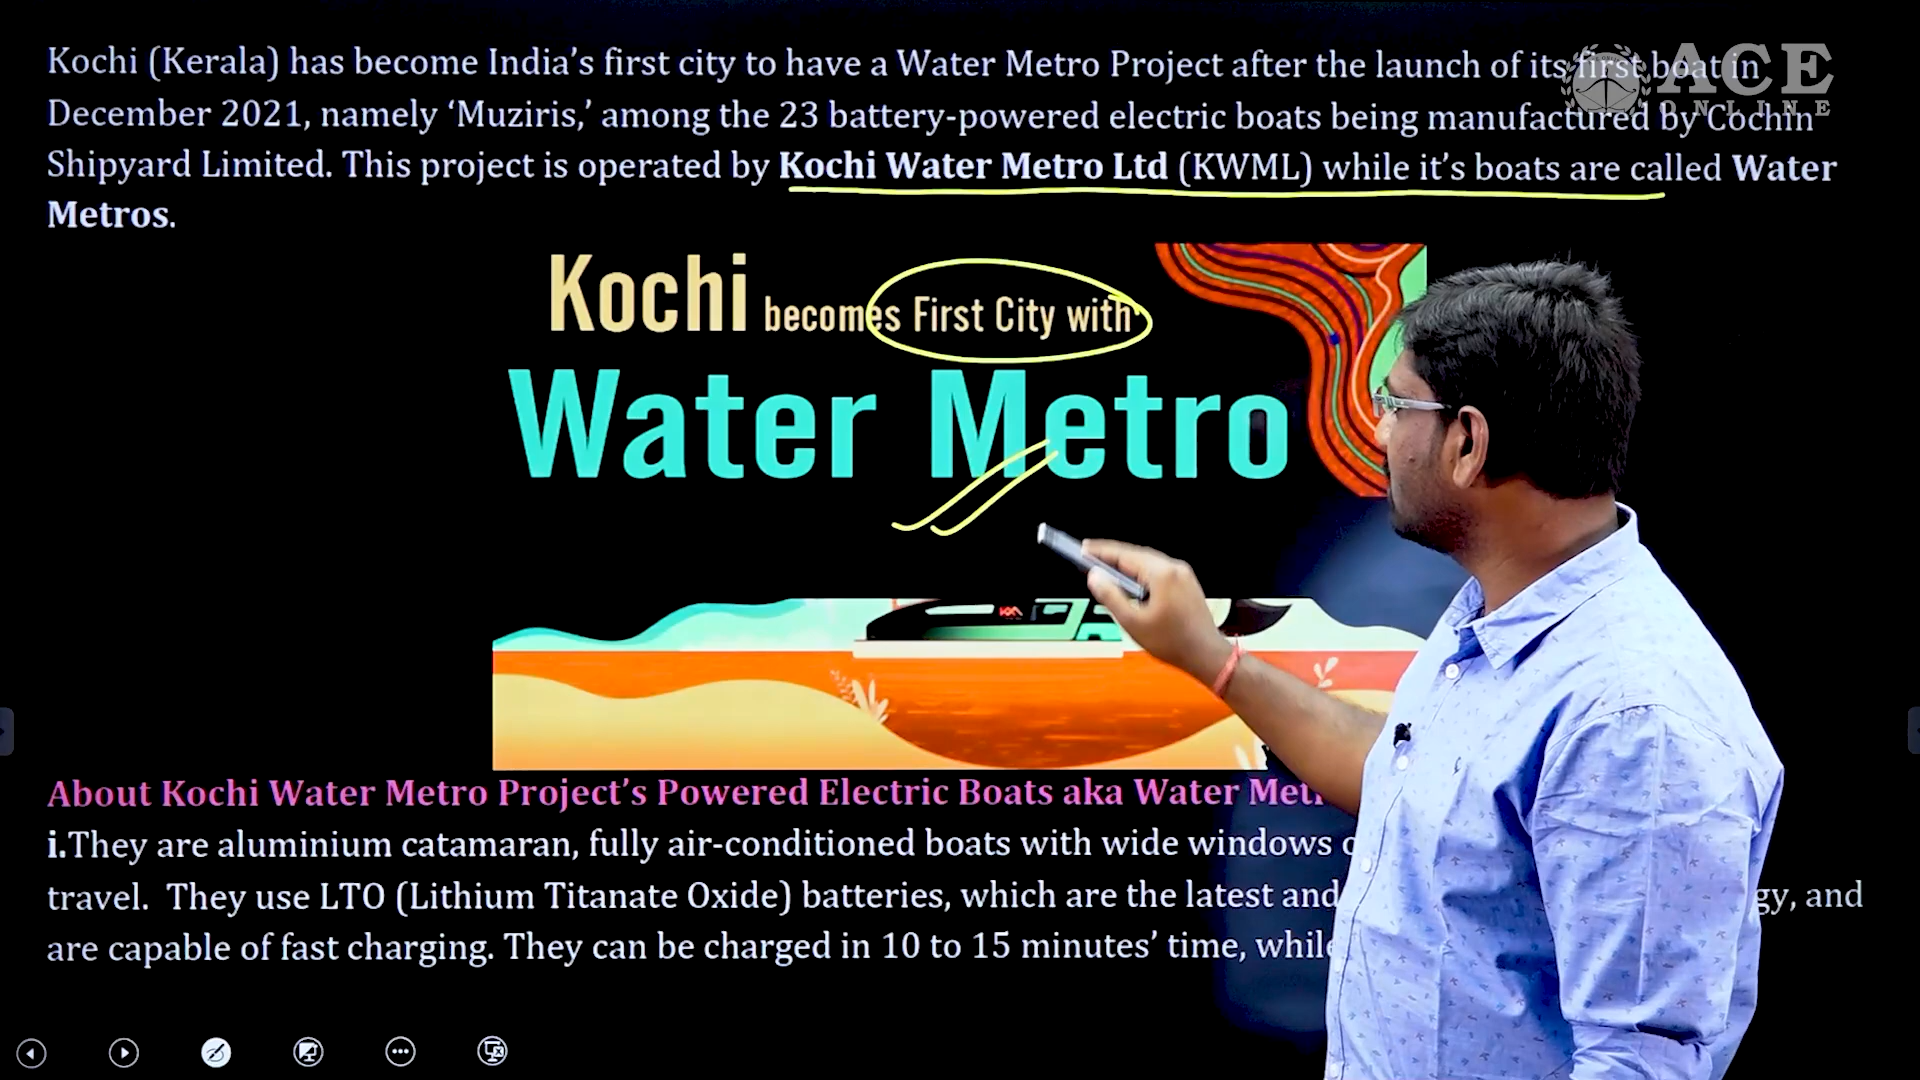 Kochi (Kerala) has become India’s first city to have a Water Metro Project after the launch of its first boat in
December 2021, namely ‘Muziris,’ among the 23 battery-powered electric boats being manufactured by Cochin
Shipyard Limited. This project is operated by Kochi Water Metro Ltd (KWML) while it’s boats are called Water
Metros.
ACE
ONLINE
Kochi becomes First City with
Water Metro
About Kochi Water Metro Project’s Powered Electric Boats aka Water
i.They are aluminium catamaran, fully air-conditioned boats with wide windows
travel. They use LTO (Lithium Titanate Oxide) batteries, which are the latest and and
are capable of fast charging. They can be charged in 10 to 15 minutes’ time,